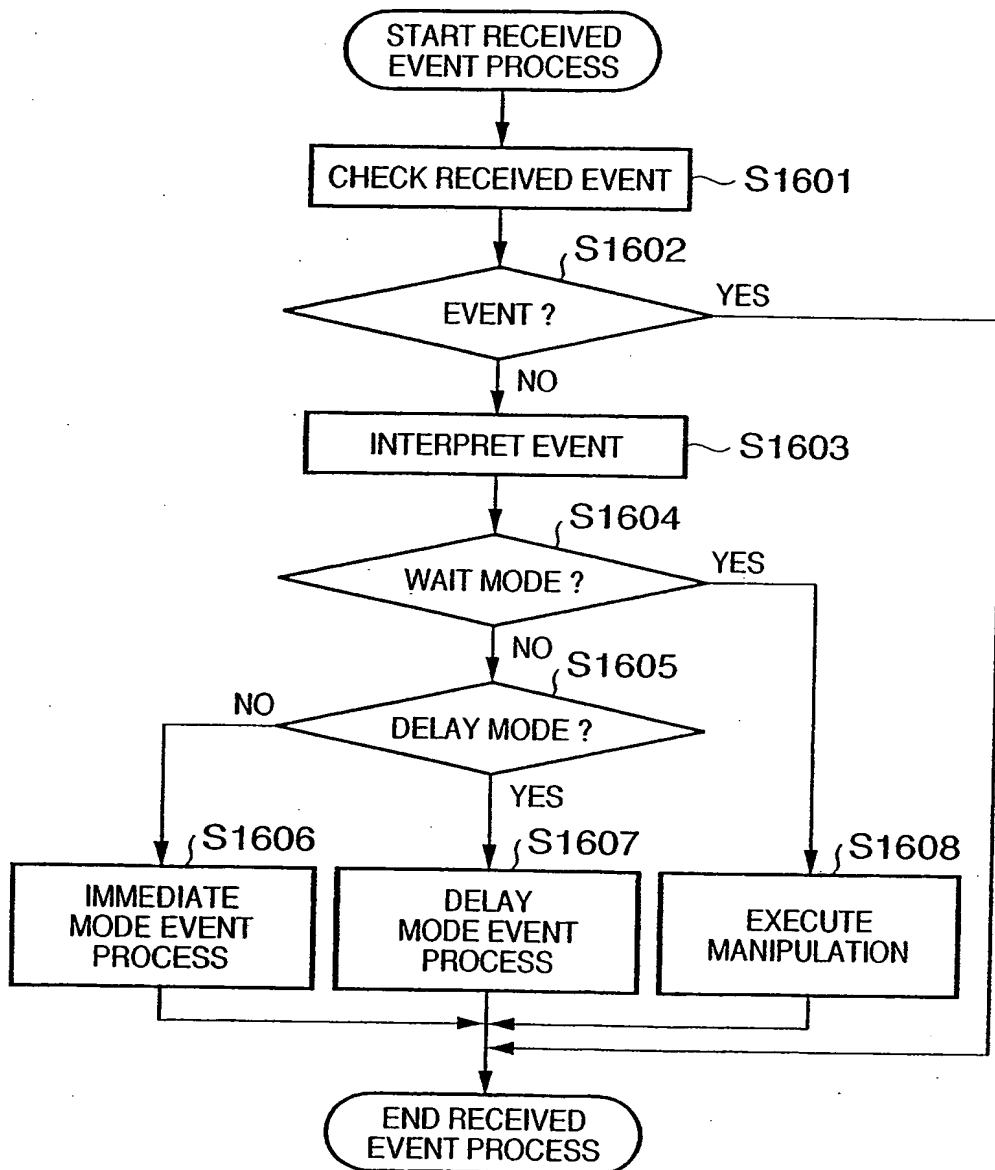 START RECEIVED
EVENT PROCESS
CHECK RECEIVED EVENT
S1601
S1602
EVENT ?
YES
NO
INTERPRET EVENT
S1603
S1604
WAIT MODE ?
YES
NO
S1605
NO
DELAY MODE ?
YES
S1606
IMMEDIATE
MODE EVENT
PROCESS
S1607
DELAY
MODE EVENT
PROCESS
S1608
EXECUTE
MANIPULATION
END RECEIVED
EVENT PROCESS